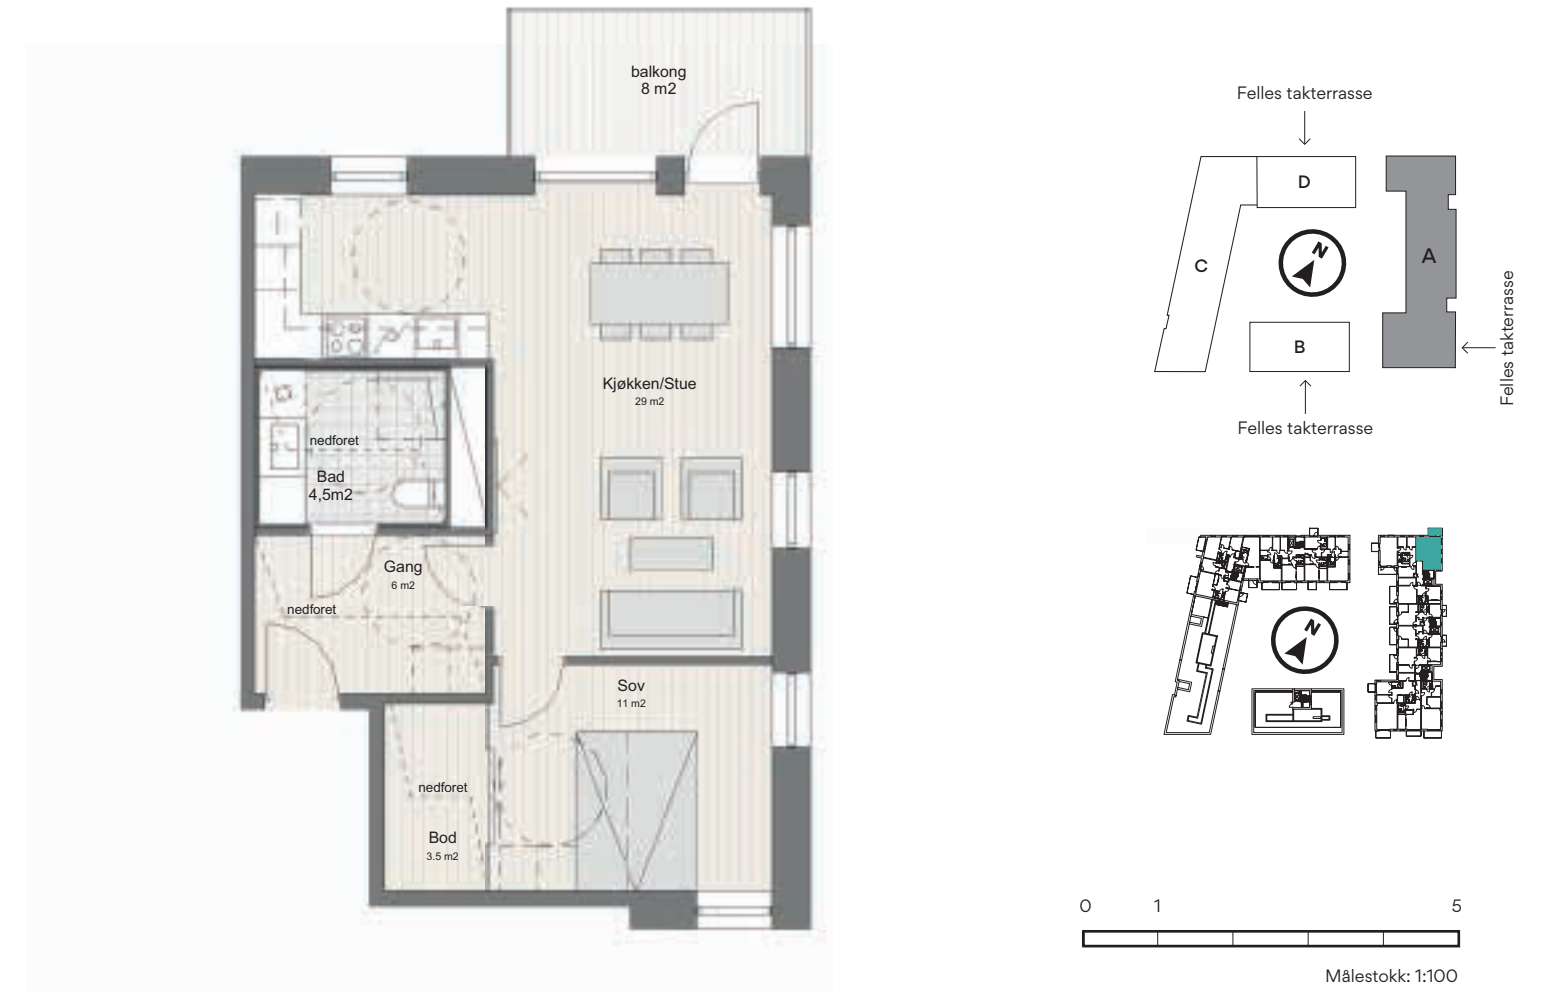 balkong
8 m2
Kjøkken/Stue
29 m2
nedforet
Bad
4,5m2
Gang
6 m2
nedforet
Sov
11 m2
nedforet
Bod
3.5 m2
Felles takterrasse
D
C
N
A
B
Felles takterrasse
Felles takterrasse
N
0 1 5
Målestokk: 1:100